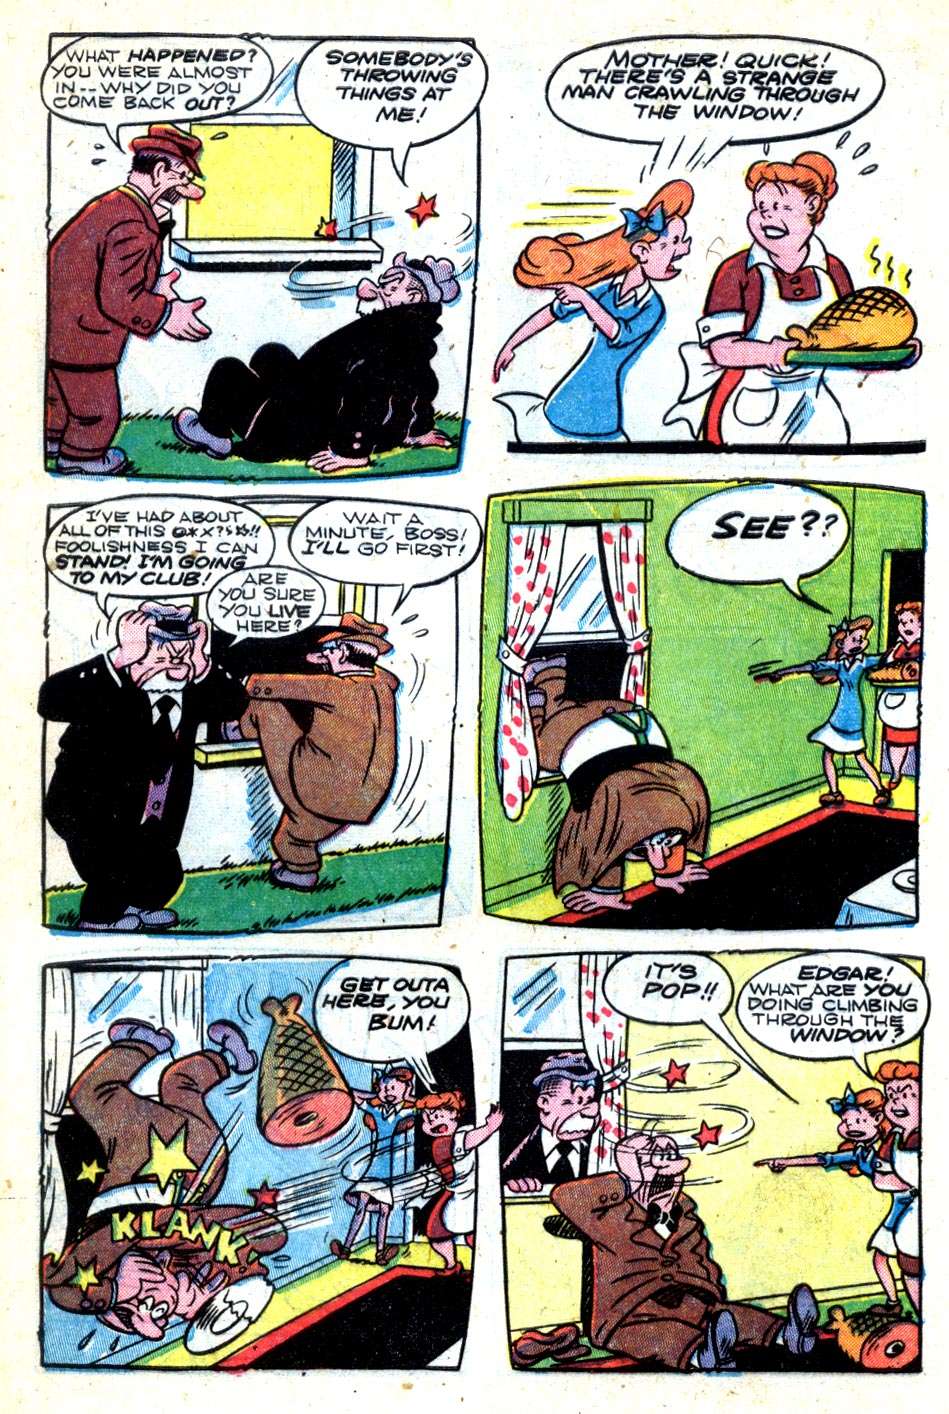 WHAT HAPPENED?
YOU WERE ALMOST
IN -- WHY DID YOU
COME BACK OUT?
SOMEBODY'S
THROWING
THINGS AT
ME!
MOTHER! QUICK!
THERE'S A STRANGE
MAN CRAWLING THROUGH
THE WINDOW!
I'VE HAD ABOUT
ALL OF THIS @*x?§*!!
FOOLISHNESS I CAN
STAND! I'M GOING
TO MY CLUB!
ARE
YOU SURE
YOU LIVE
HERE?
WAIT A
MINUTE, BOSS!
I'LL GO FIRST!
SEE??
GET OUTA
HERE, YOU
BUM!
KLANK
IT'S
POP!!
EDGAR!
WHAT ARE YOU
DOING CLIMBING
THROUGH THE
WINDOW?